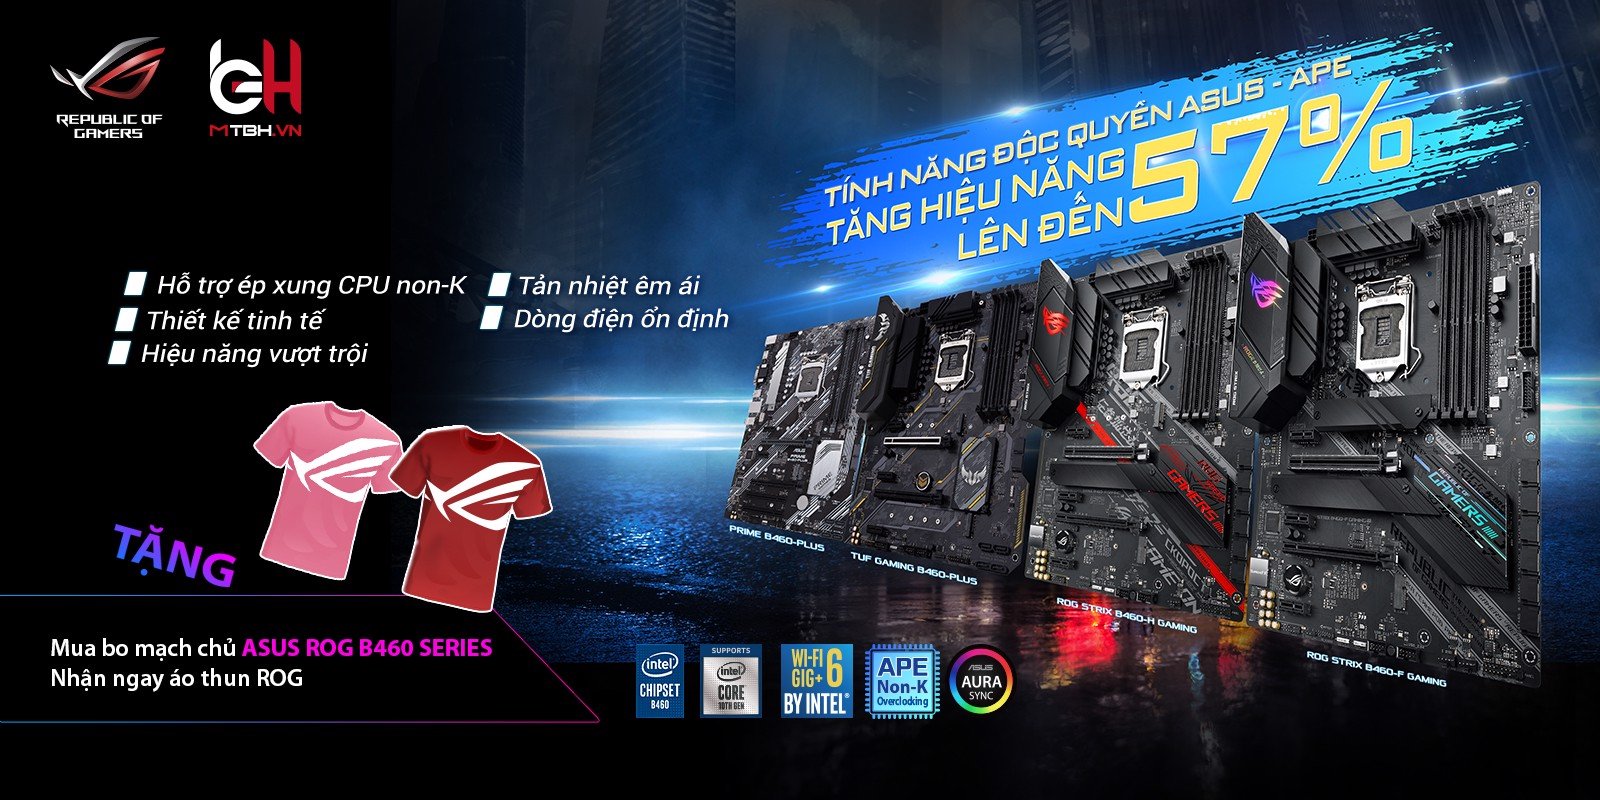 REPUBLIC OF
GAMERS
MTBH.VN
TÍNH NĂNG ĐỘC QUYỀN ASUS - APE
TĂNG HIỆU NĂNG
LÊN ĐẾN 57%
Hỗ trợ ép xung CPU non-K
Thiết kế tinh tế
Hiệu năng vượt trội
Tản nhiệt êm ái
Dòng điện ổn định
TẶNG
Mua bo mạch chủ ASUS ROG B460 SERIES
Nhận ngay áo thun ROG
PRIME B460-PLUS
TUF GAMING B460-PLUS
ROG STRIX B460-H GAMING
ROG STRIX B460-F GAMING
intel
CHIPSET
B460
SUPPORTS
intel
CORE
10TH GEN
WI-FI 6
GIG+
BY INTEL®
APE
Non-K
Overclocking
ASUS
AURA
SYNC
GAMERS
REPUBLIC OF
GAMERS